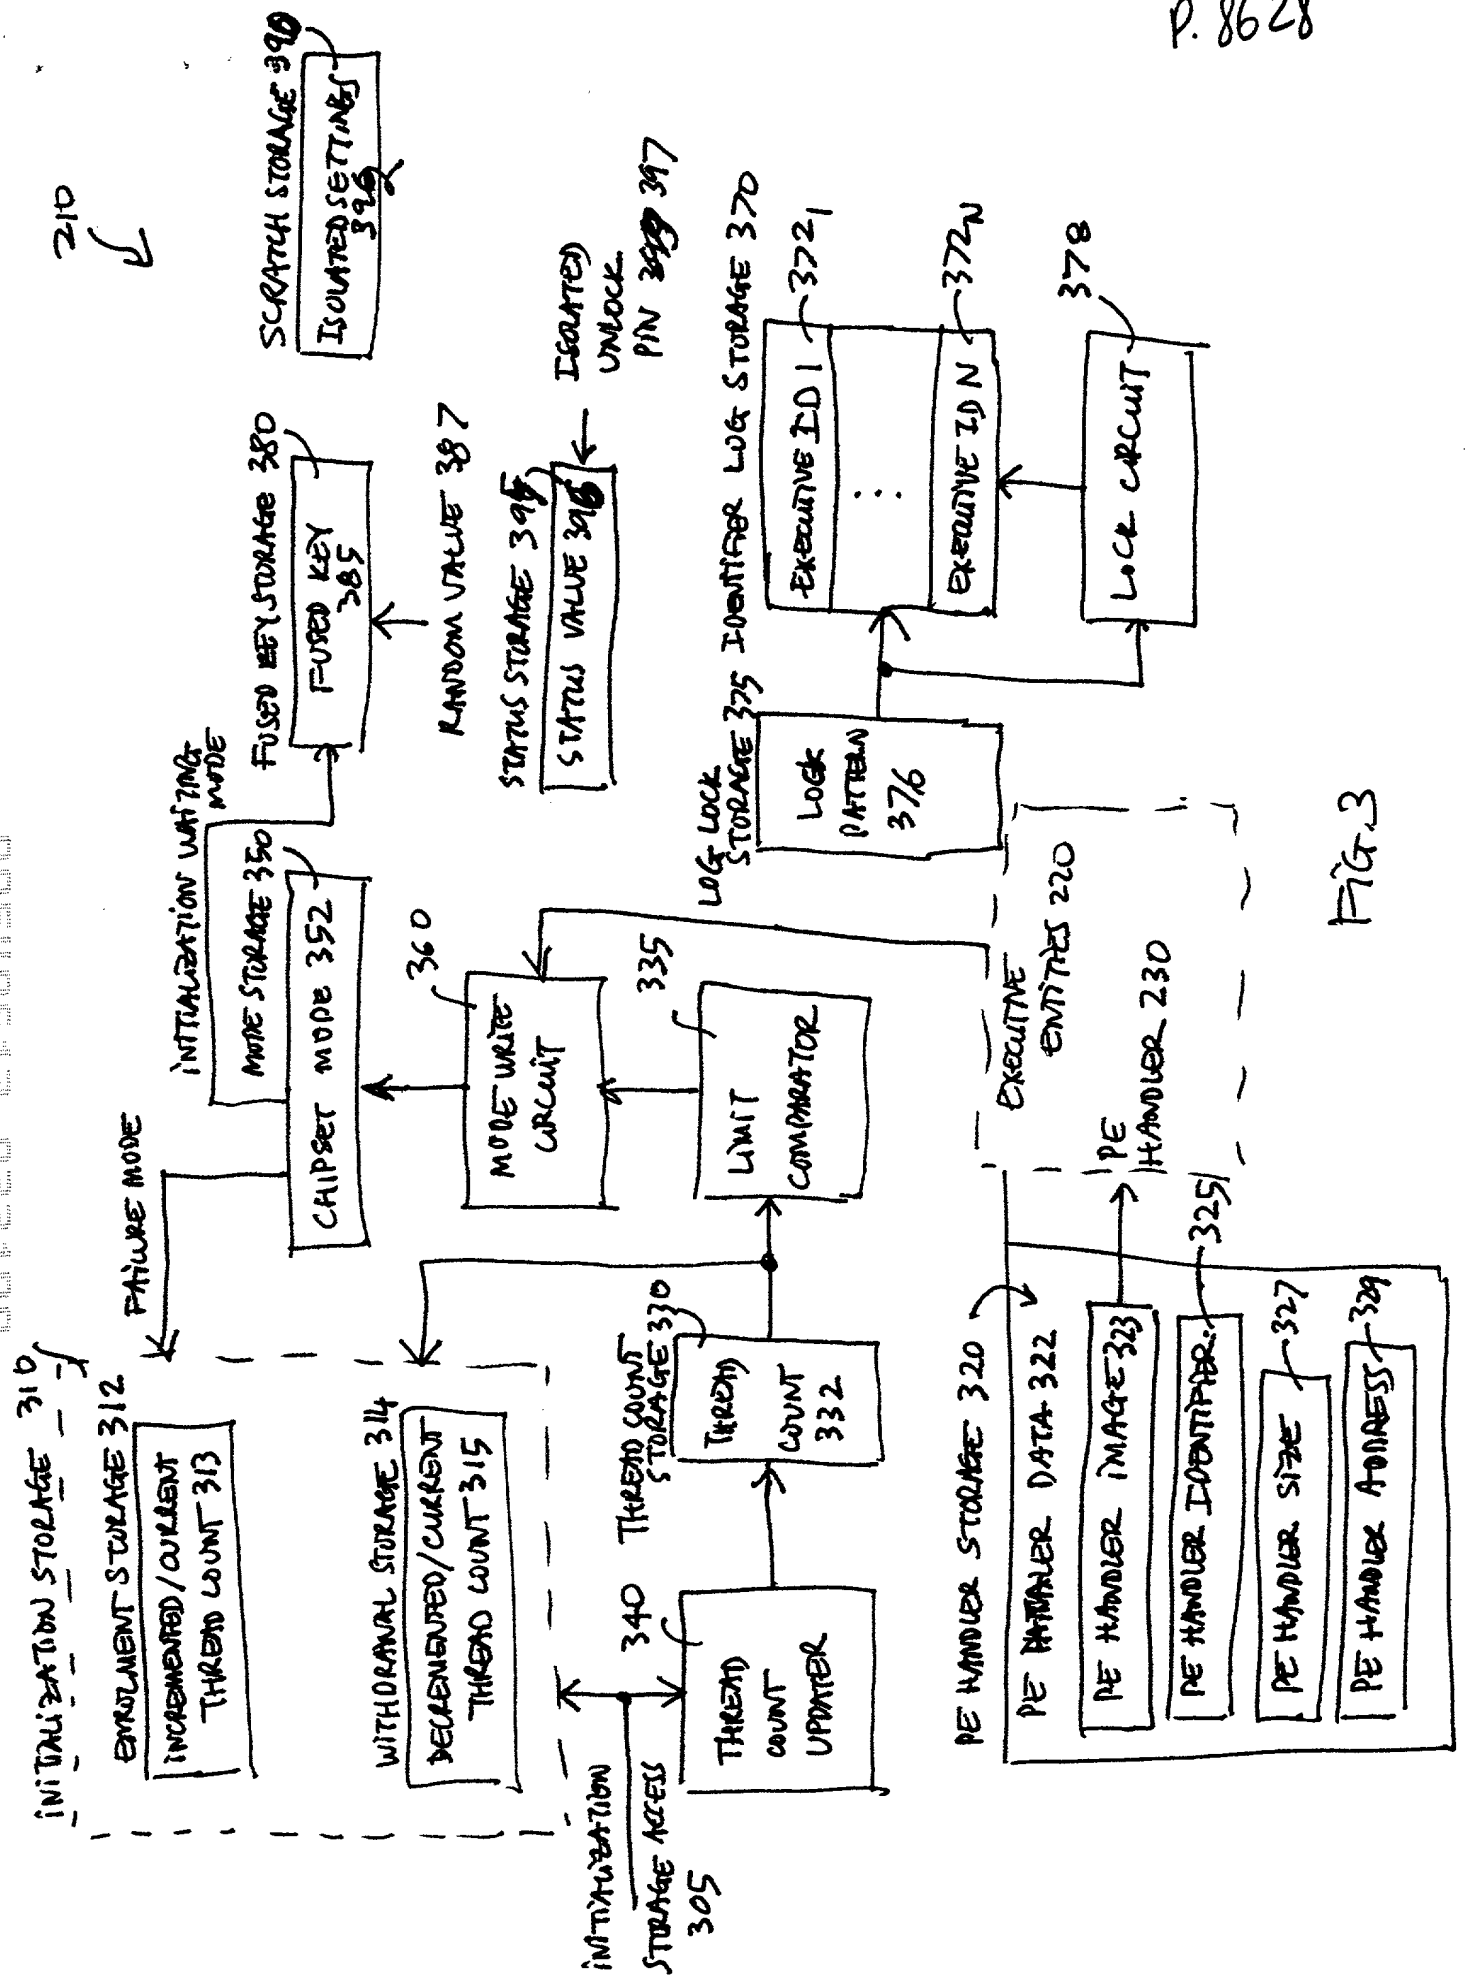 P. 8628
210
INITIALIZATION STORAGE 310
ENROLMENT STORAGE 312
INCREMENTED/CURRENT
THREAD COUNT 313
WITHDRAWAL STORAGE 314
DECREMENTED/CURRENT
THREAD COUNT 315
FAILURE MODE
INITIALIZATION WAITING
MODE
MODE STORAGE 350
CHIPSET MODE 352
FUSED KEY STORAGE 380
FUSED KEY
385
RANDOM VALUE 387
SCRATCH STORAGE 390
ISOLATED SETTINGS
STATUS STORAGE
STATUS VALUE
ISOLATED
UNLOCK
PIN 397
360
MODE WRITE
CIRCUIT
335
LIMIT
COMPARATOR
INITIALIZATION
STORAGE ACCESS
305
340
THREAD
COUNT
UPDATER
THREAD COUNT
STORAGE 330
THREAD
COUNT
332
LOG LOCK
STORAGE 375
LOCK
PATTERN
376
IDENTIFIER LOG STORAGE 370
EXECUTIVE ID 1
372 1
...
EXECUTIVE ID N
372 N
LOCK CIRCUIT
378
EXECUTIVE
ENTITIES 220
PE
HANDLER 230
PE HANDLER STORAGE 320
PE HANDLER DATA 322
PE HANDLER IMAGE 323
PE HANDLER IDENTIFIER
325
PE HANDLER SIZE
327
PE HANDLER ADDRESS
329
FIG.3